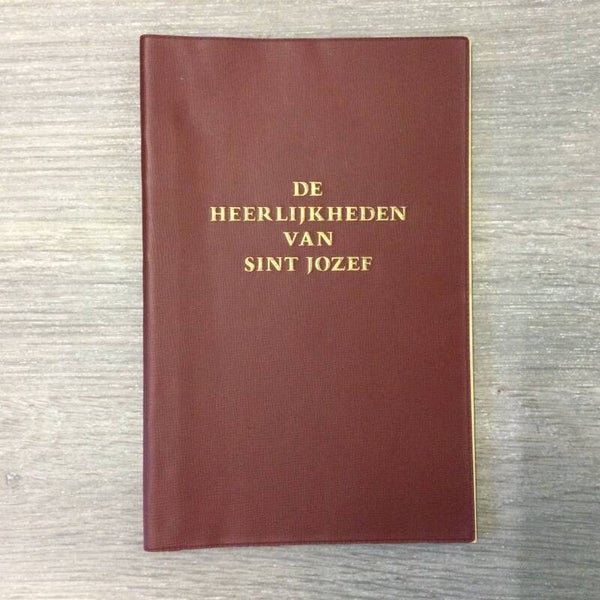 DE
HEERLIJKHEDEN
VAN
SINT JOZEF